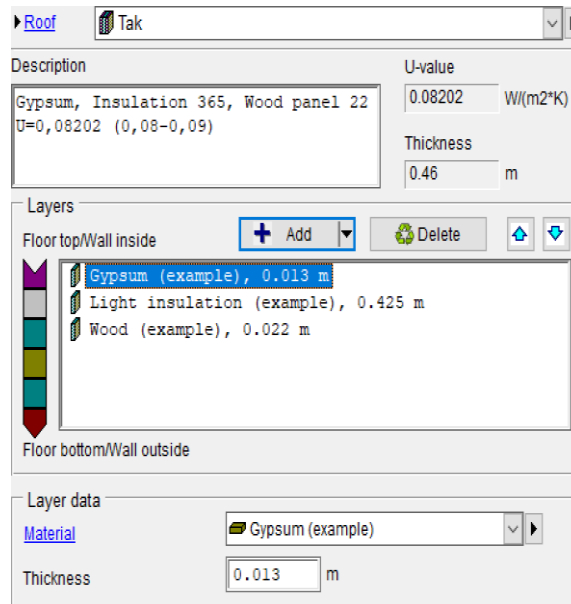 Roof Tak
Description
U-value
Gypsum, Insulation 365, Wood panel 22
U=0,08202 (0,08-0,09)
0.08202 W/(m2*K)
Thickness
0.46 m
Layers
Floor top/Wall inside
Add Delete
Gypsum (example), 0.013 m
Light insulation (example), 0.425 m
Wood (example), 0.022 m
Floor bottom/Wall outside
Layer data
Material Gypsum (example)
Thickness 0.013 m